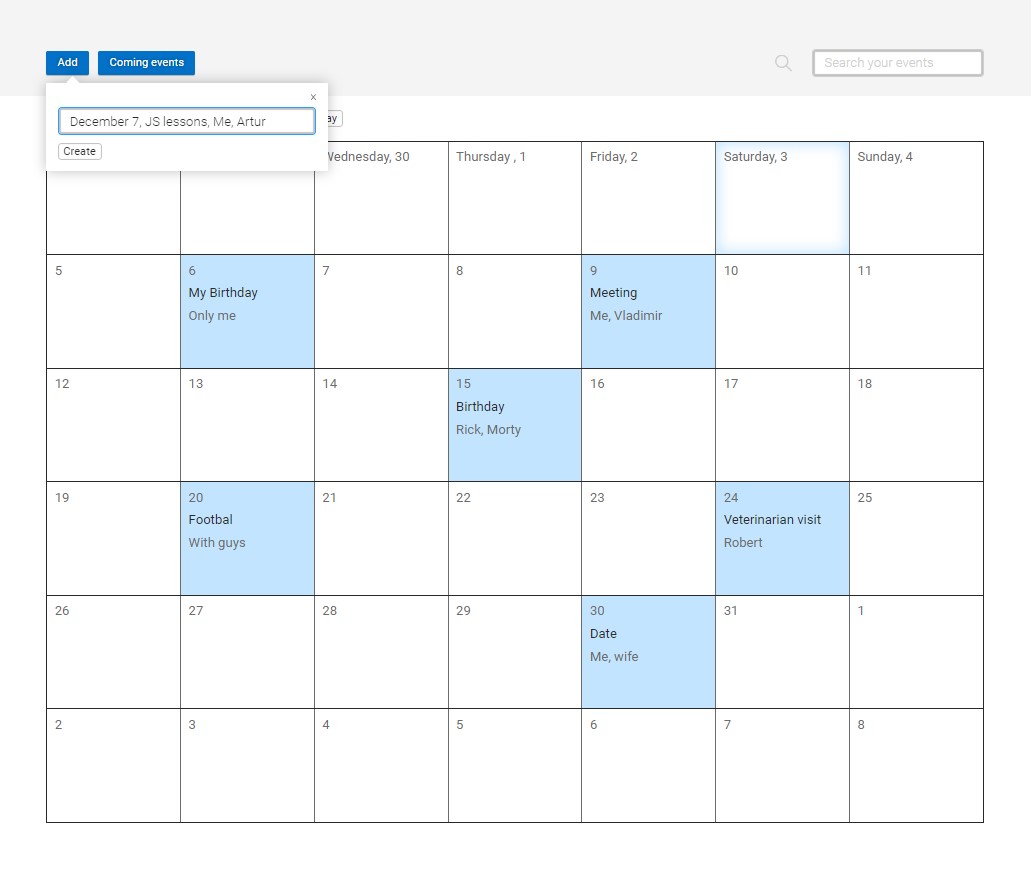 Add
Coming events
Search your events
×
December 7, JS lessons, Me, Artur
Create
Wednesday, 30
Thursday , 1
Friday, 2
Saturday, 3
Sunday, 4
5
6
My Birthday
Only me
7
8
9
Meeting
Me, Vladimir
10
11
12
13
14
15
Birthday
Rick, Morty
16
17
18
19
20
Footbal
With guys
21
22
23
24
Veterinarian visit
Robert
25
26
27
28
29
30
Date
Me, wife
31
1
2
3
4
5
6
7
8